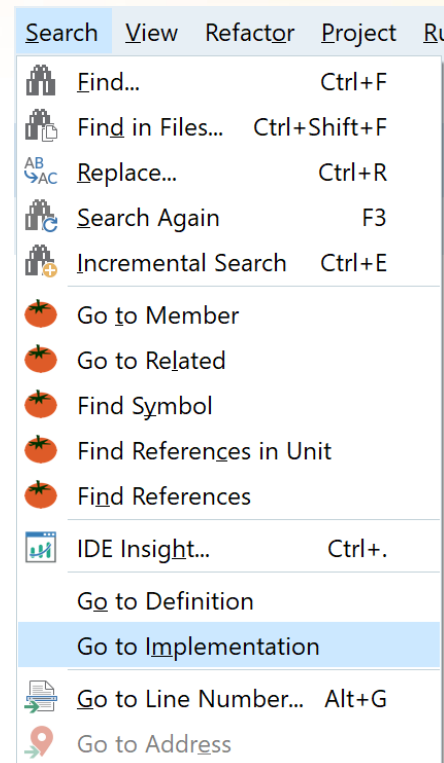 Search View Refactor Project
Find... Ctrl+F
Find in Files... Ctrl+Shift+F
AB
AC
Replace... Ctrl+R
Search Again F3
Incremental Search Ctrl+E
Go to Member
Go to Related
Find Symbol
Find References in Unit
Find References
IDE Insight... Ctrl+.
Go to Definition
Go to Implementation
Go to Line Number... Alt+G
Go to Address